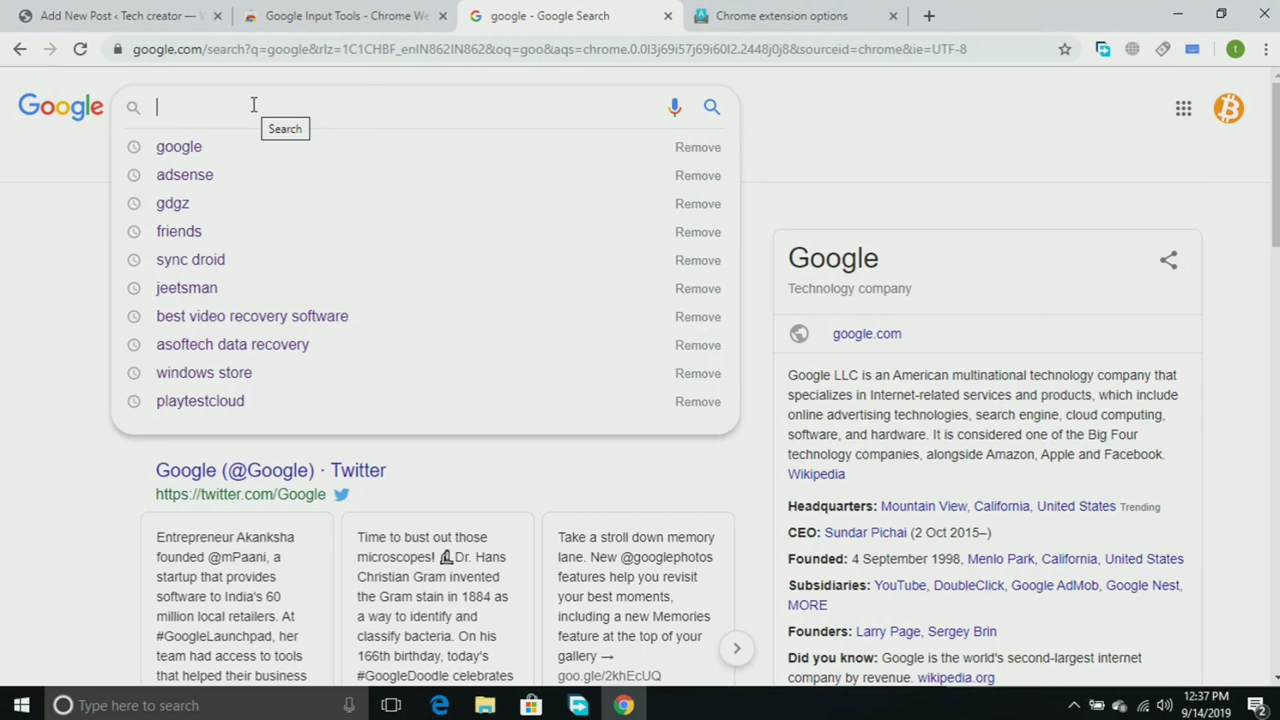 Add New Post ‹ Tech creator — W
Google Input Tools - Chrome We
google - Google Search
Chrome extension options
google.com/search?q=google&rlz=1C1CHBF_enIN862IN862&oq=goo&aqs=chrome.0.0l3j69i57j69i60l2.2448j0j8&sourceid=chrome&ie=UTF-8
t
Google
Search
google Remove
adsense Remove
gdgz Remove
friends Remove
sync droid Remove
jeetsman Remove
best video recovery software Remove
asoftech data recovery Remove
windows store Remove
playtestcloud Remove
Google (@Google) · Twitter
https://twitter.com/Google
Entrepreneur Akanksha
founded @mPaani, a
startup that provides
software to India's 60
million local retailers. At
#GoogleLaunchpad, her
team had access to tools
that helped their business
Time to bust out those
microscopes! 🔬Dr. Hans
Christian Gram invented
the Gram stain in 1884 as
a way to identify and
classify bacteria. On his
166th birthday, today's
#GoogleDoodle celebrates
Take a stroll down memory
lane. New @googlephotos
features help you revisit
your best moments,
including a new Memories
feature at the top of your
gallery →
goo.gle/2khEcUQ
Google
Technology company
google.com
Google LLC is an American multinational technology company that
specializes in Internet-related services and products, which include
online advertising technologies, search engine, cloud computing,
software, and hardware. It is considered one of the Big Four
technology companies, alongside Amazon, Apple and Facebook.
Wikipedia
Headquarters: Mountain View, California, United States Trending
CEO: Sundar Pichai (2 Oct 2015–)
Founded: 4 September 1998, Menlo Park, California, United States
Subsidiaries: YouTube, DoubleClick, Google AdMob, Google Nest,
MORE
Founders: Larry Page, Sergey Brin
Did you know: Google is the world's second-largest internet
company by revenue. wikipedia.org
Type here to search
12:37 PM
9/14/2019
2